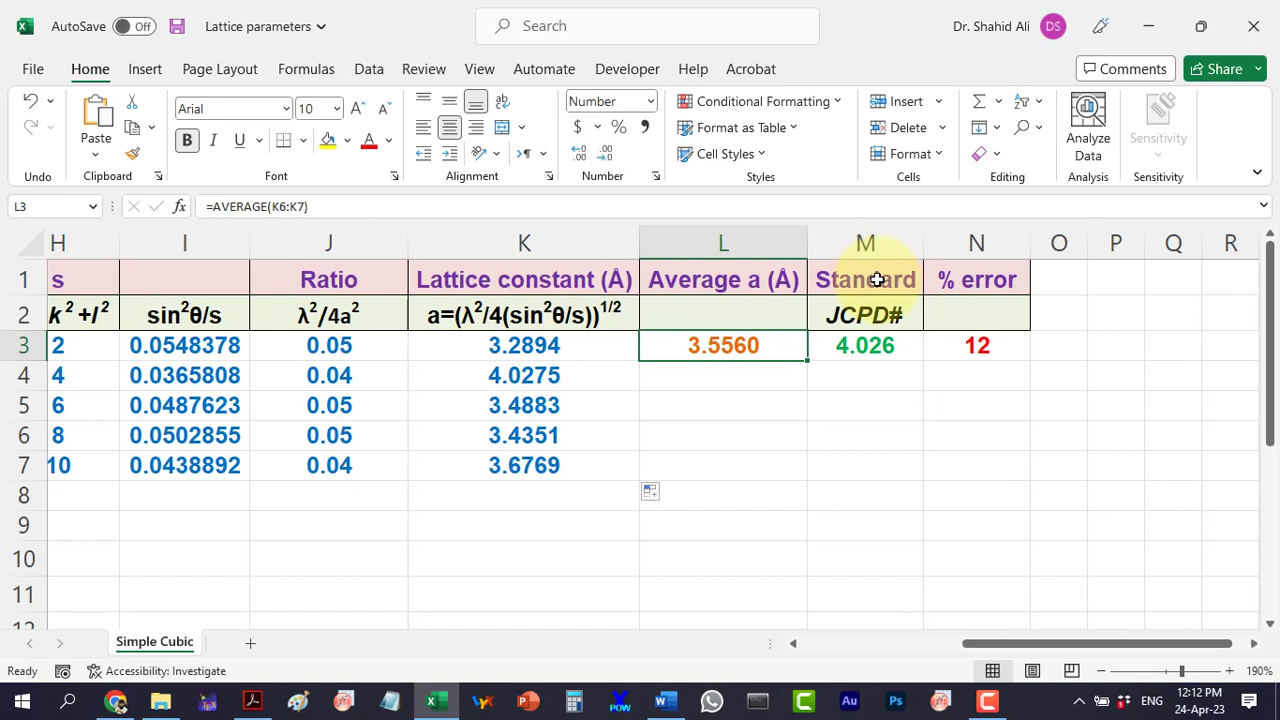 AutoSave Off Lattice parameters Search Dr. Shahid Ali DS
File Home Insert Page Layout Formulas Data Review View Automate Developer Help Acrobat Comments Share
Undo
Paste
Clipboard
Arial 10
B I U
Font
Alignment
Number
$ % 9
Number
Conditional Formatting
Format as Table
Cell Styles
Styles
Insert
Delete
Format
Cells
Editing
Analyze Data
Analysis
Sensitivity
Sensitivity
L3 fx =AVERAGE(K6:K7)
H I J K L M N O P Q R
1 s Ratio Lattice constant (Å) Average a (Å) Standard % error
2 k²+l² sin²θ/s λ²/4a² a=(λ²/4(sin²θ/s))^1/2 JCPD#
3 2 0.0548378 0.05 3.2894 3.5560 4.026 12
4 4 0.0365808 0.04 4.0275
5 6 0.0487623 0.05 3.4883
6 8 0.0502855 0.05 3.4351
7 10 0.0438892 0.04 3.6769
8
9
10
11
Simple Cubic
Ready Accessibility: Investigate 190%
ENG 12:12 PM
24-Apr-23